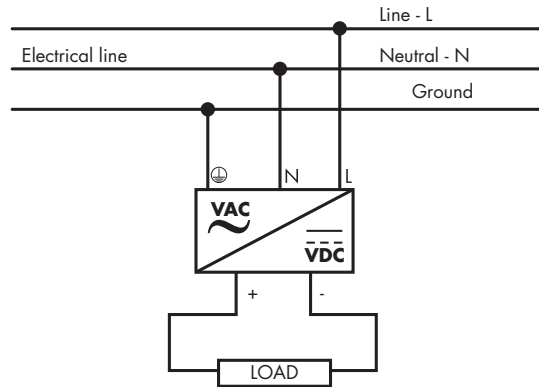 Line - L
Electrical line
Neutral - N
Ground
N
L
VAC
VDC
+
-
LOAD